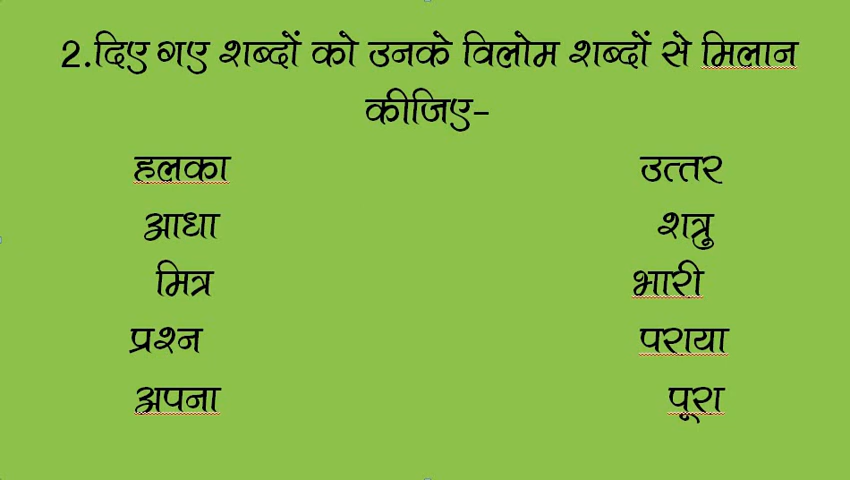 2.दिए गए शब्दों को उनके विलोम शब्दों से मिलान
कीजिए-
हलका उत्तर
आधा शत्रु
मित्र भारी
प्रश्न पराया
अपना पूरा